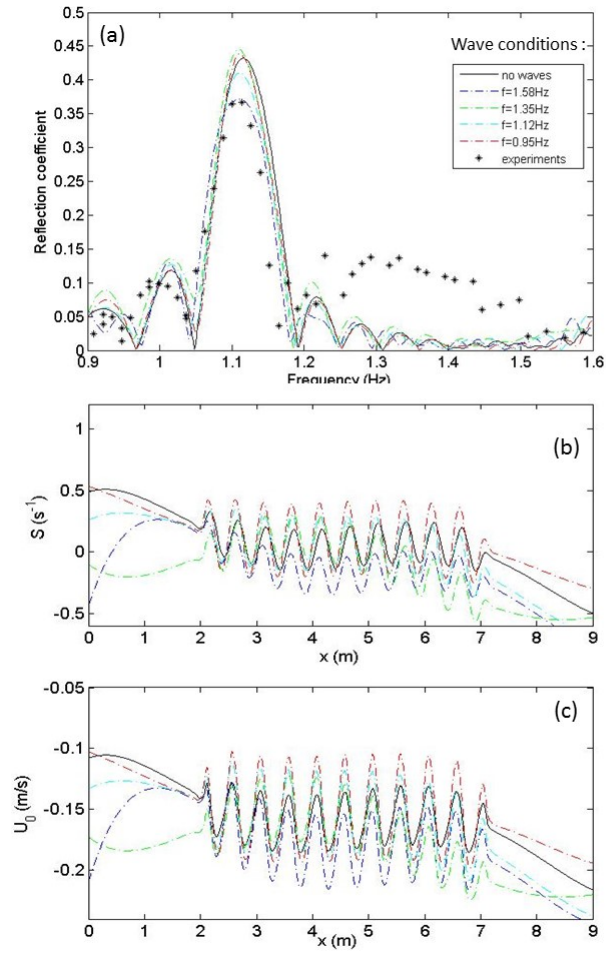 (a)
Wave conditions :
no waves
f=1.58Hz
f=1.35Hz
f=1.12Hz
f=0.95Hz
experiments
Reflection coefficient
0.5
0.45
0.4
0.35
0.3
0.25
0.2
0.15
0.1
0.05
0
0.9 1 1.1 1.2 1.3 1.4 1.5 1.6
Frequency (Hz)
(b)
S (s⁻¹)
1
0.5
0
-0.5
0 1 2 3 4 5 6 7 8 9
x (m)
(c)
U₀ (m/s)
-0.05
-0.1
-0.15
-0.2
0 1 2 3 4 5 6 7 8 9
x (m)